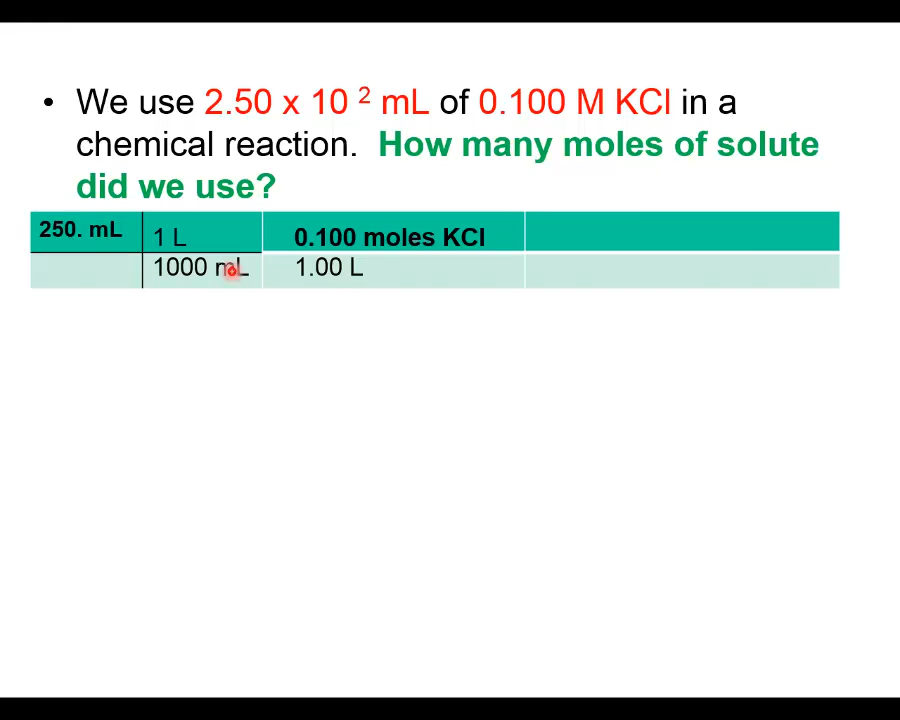 • We use 2.50 x 10 ² mL of 0.100 M KCl in a
chemical reaction. How many moles of solute
did we use?
250. mL 1 L 0.100 moles KCl
1000 mL 1.00 L